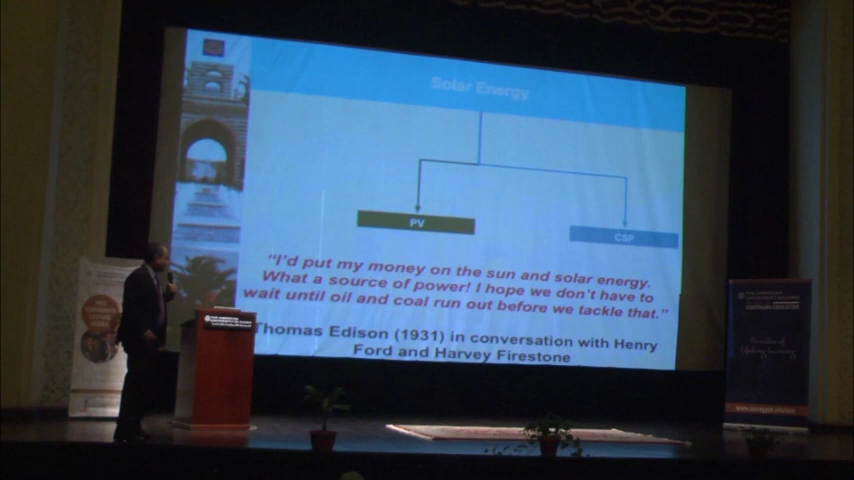 Solar Energy
PV
CSP
“I’d put my money on the sun and solar energy.
What a source of power! I hope we don’t have to
wait until oil and coal run out before we tackle that.”
Thomas Edison (1931) in conversation with Henry
Ford and Harvey Firestone
THE AMERICAN